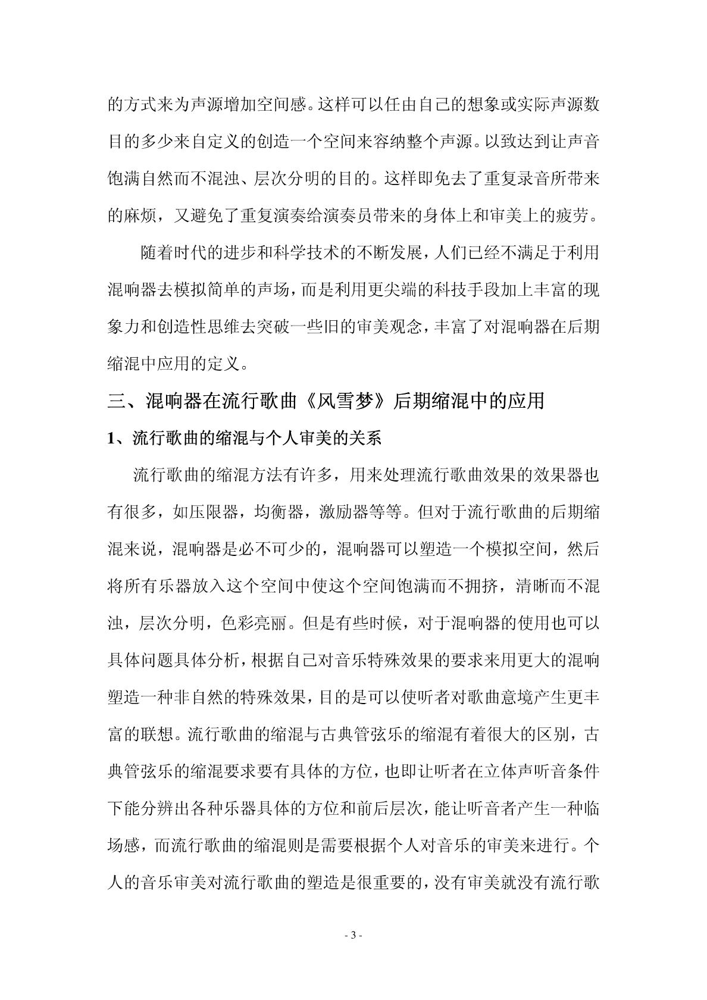 的方式来为声源增加空间感。这样可以任由自己的想象或实际声源数
目的多少来自定义的创造一个空间来容纳整个声源。以致达到让声音
饱满自然而不混浊、层次分明的目的。这样即免去了重复录音所带来
的麻烦，又避免了重复演奏给演奏员带来的身体上和审美上的疲劳。
随着时代的进步和科学技术的不断发展，人们已经不满足于利用
混响器去模拟简单的声场，而是利用更尖端的科技手段加上丰富的现
象力和创造性思维去突破一些旧的审美观念，丰富了对混响器在后期
缩混中应用的定义。
三、混响器在流行歌曲《风雪梦》后期缩混中的应用
1、流行歌曲的缩混与个人审美的关系
流行歌曲的缩混方法有许多，用来处理流行歌曲效果的效果器也
有很多，如压限器，均衡器，激励器等等。但对于流行歌曲的后期缩
混来说，混响器是必不可少的，混响器可以塑造一个模拟空间，然后
将所有乐器放入这个空间中使这个空间饱满而不拥挤，清晰而不混
浊，层次分明，色彩亮丽。但是有些时候，对于混响器的使用也可以
具体问题具体分析，根据自己对音乐特殊效果的要求来用更大的混响
塑造一种非自然的特殊效果，目的是可以使听者对歌曲意境产生更丰
富的联想。流行歌曲的缩混与古典管弦乐的缩混有着很大的区别，古
典管弦乐的缩混要求要有具体的方位，也即让听者在立体声听音条件
下能分辨出各种乐器具体的方位和前后层次，能让听音者产生一种临
场感，而流行歌曲的缩混则是需要根据个人对音乐的审美来进行。个
人的音乐审美对流行歌曲的塑造是很重要的，没有审美就没有流行歌
- 3 -